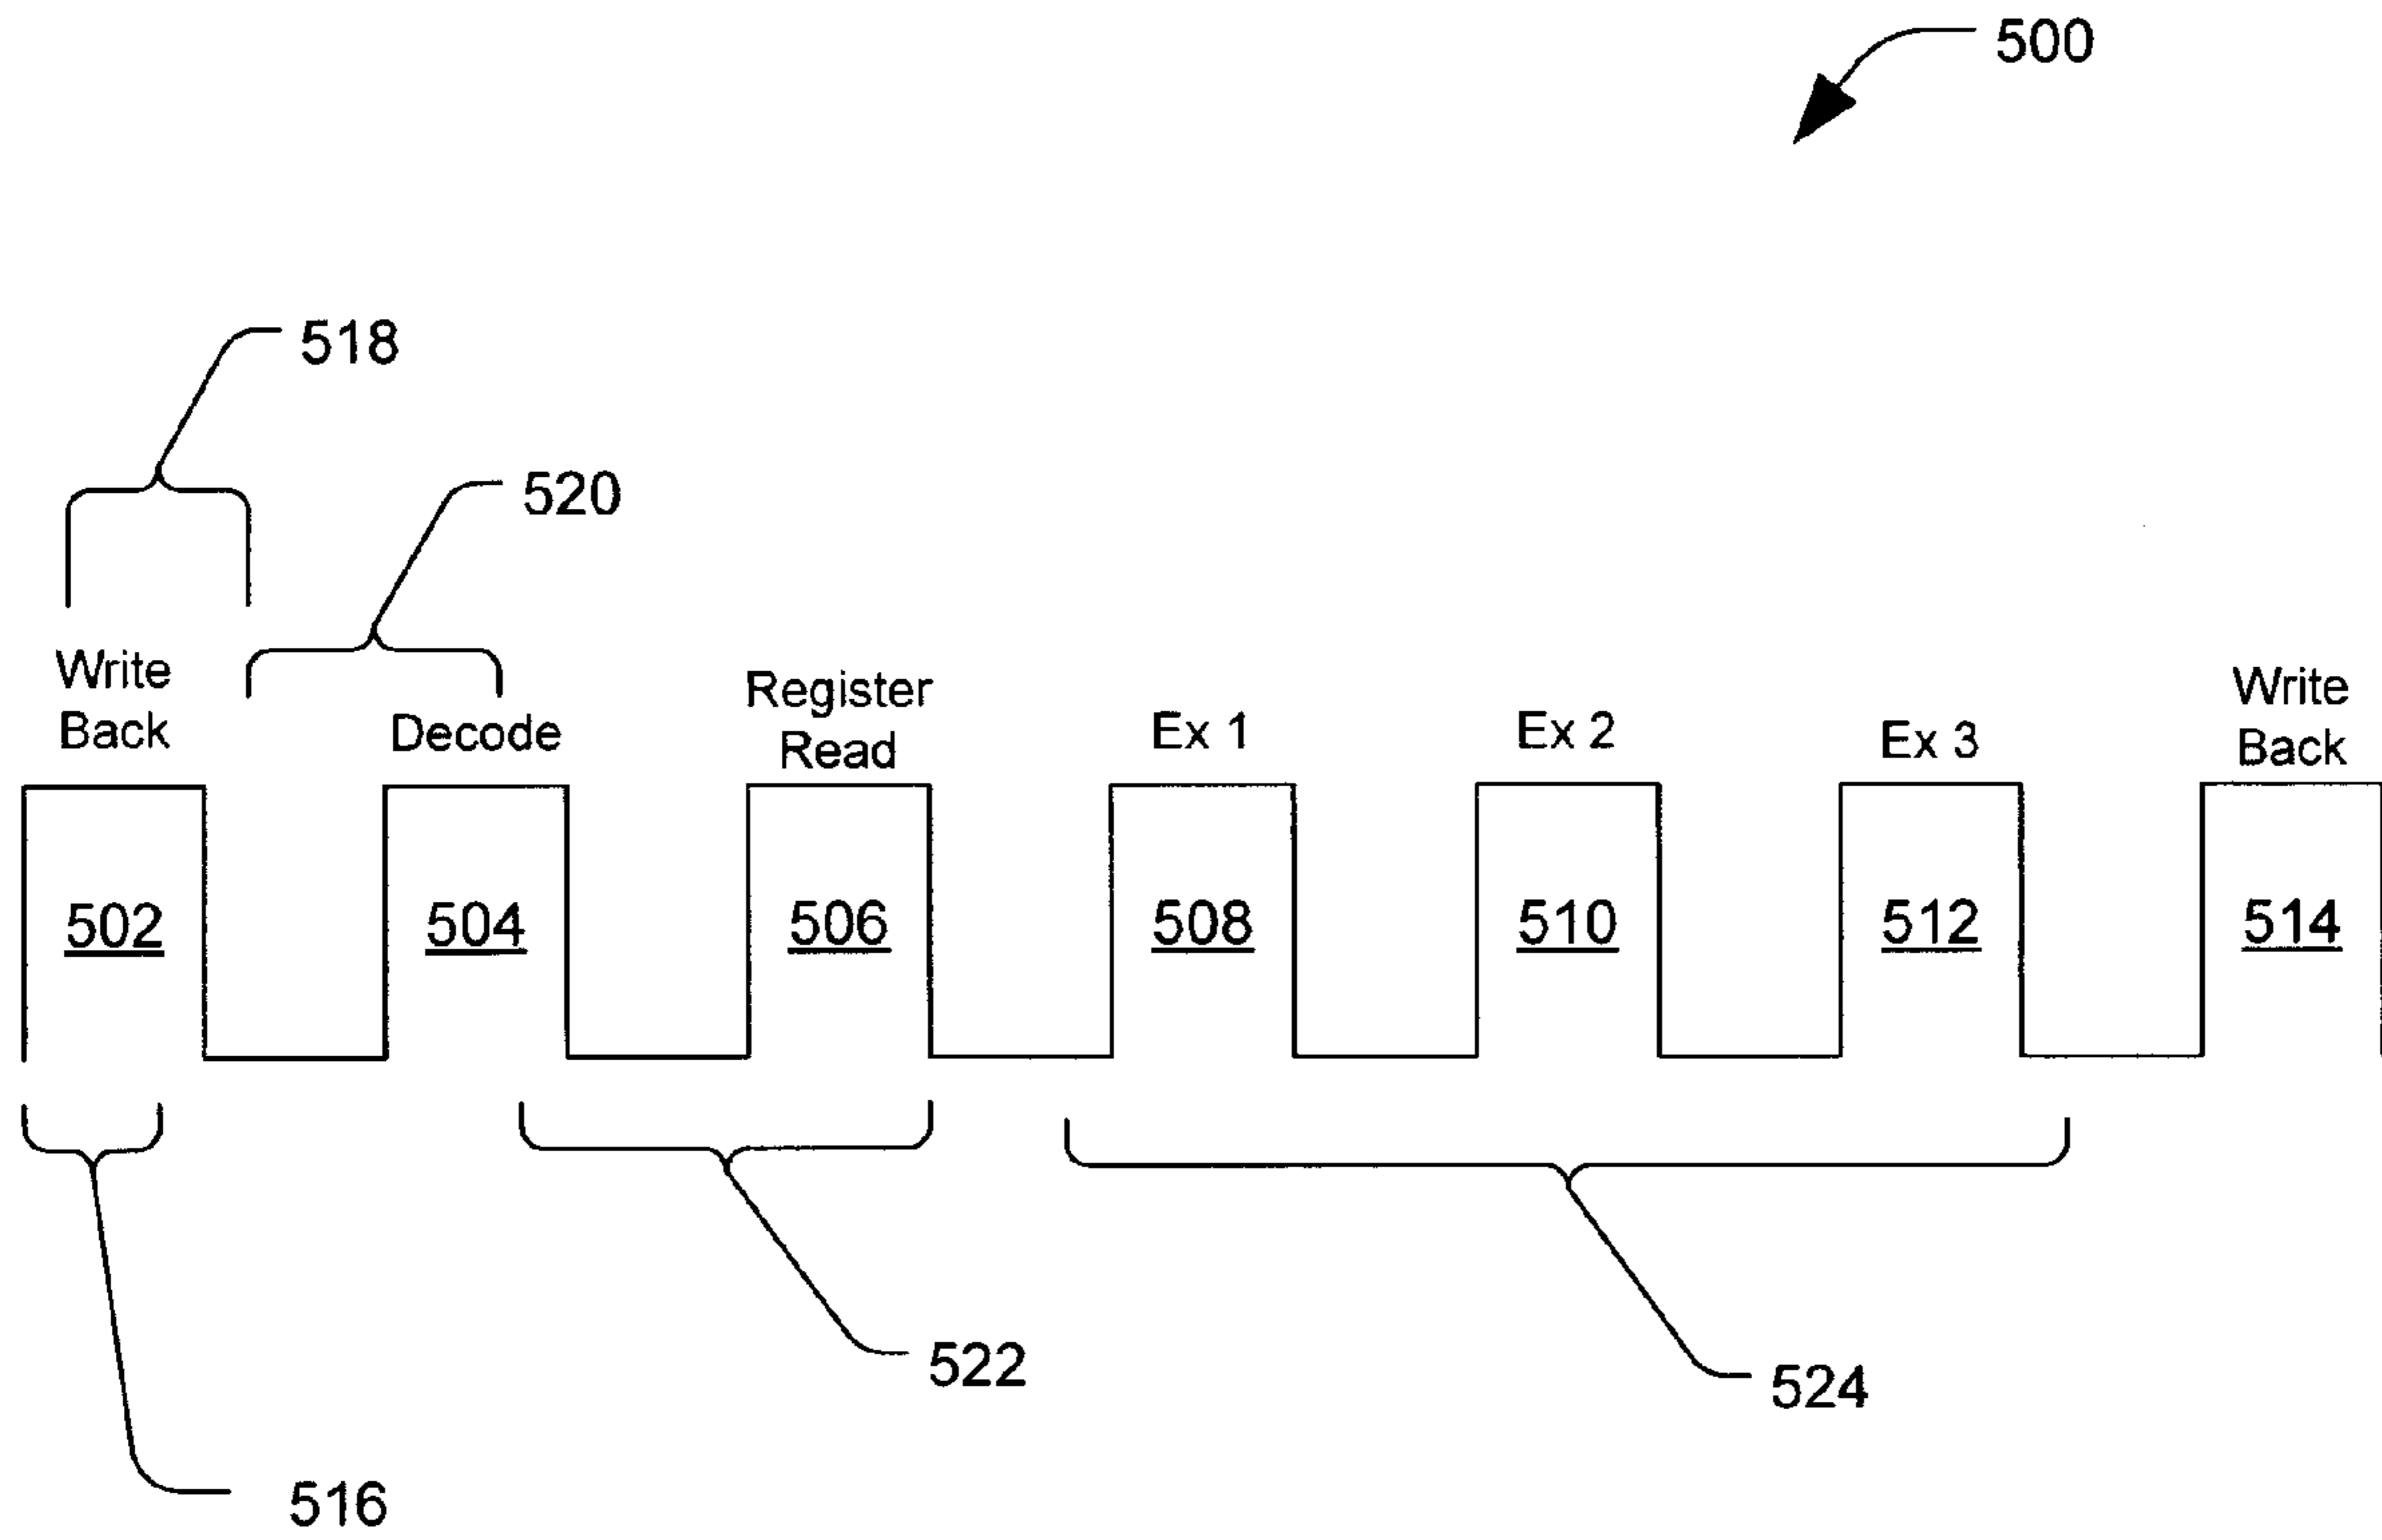 500
518
520
Write
Back
Decode
Register
Read
Ex 1
Ex 2
Ex 3
Write
Back
502
504
506
508
510
512
514
522
524
516